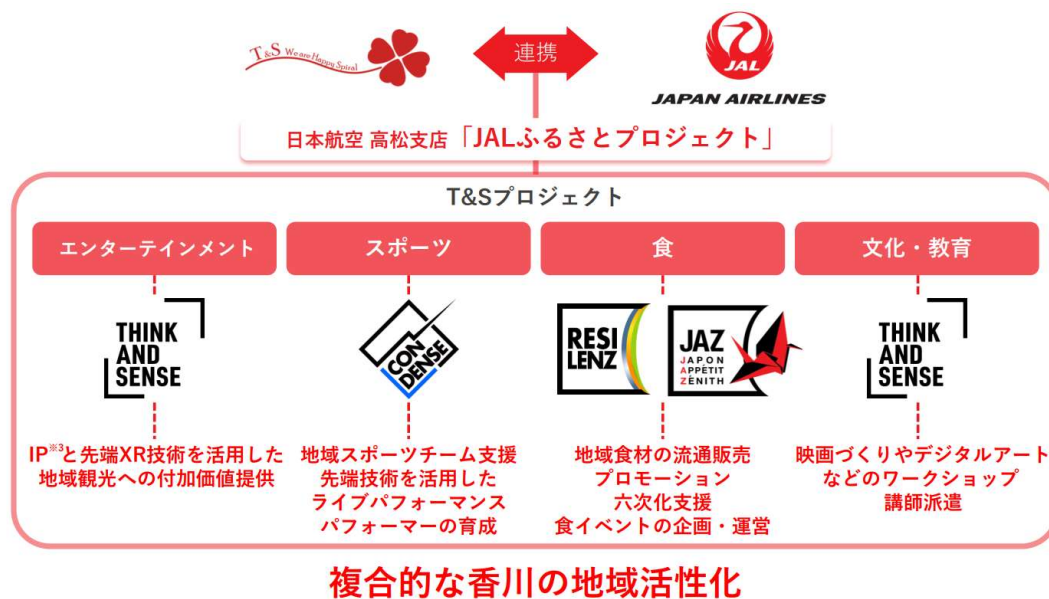 T&S We are Happy Spiral
連携
JAL
JAPAN AIRLINES
日本航空 高松支店「JALふるさとプロジェクト」
T&Sプロジェクト
エンターテインメント
THINK
AND
SENSE
IP※3と先端XR技術を活用した
地域観光への付加価値提供
スポーツ
CON
DENSE
地域スポーツチーム支援
先端技術を活用した
ライブパフォーマンス
パフォーマーの育成
食
RESI
LENZ
JAZ
JAPON
APPÉTIT
ZÉNITH
地域食材の流通販売
プロモーション
六次化支援
食イベントの企画・運営
文化・教育
THINK
AND
SENSE
映画づくりやデジタルアート
などのワークショップ
講師派遣
複合的な香川の地域活性化